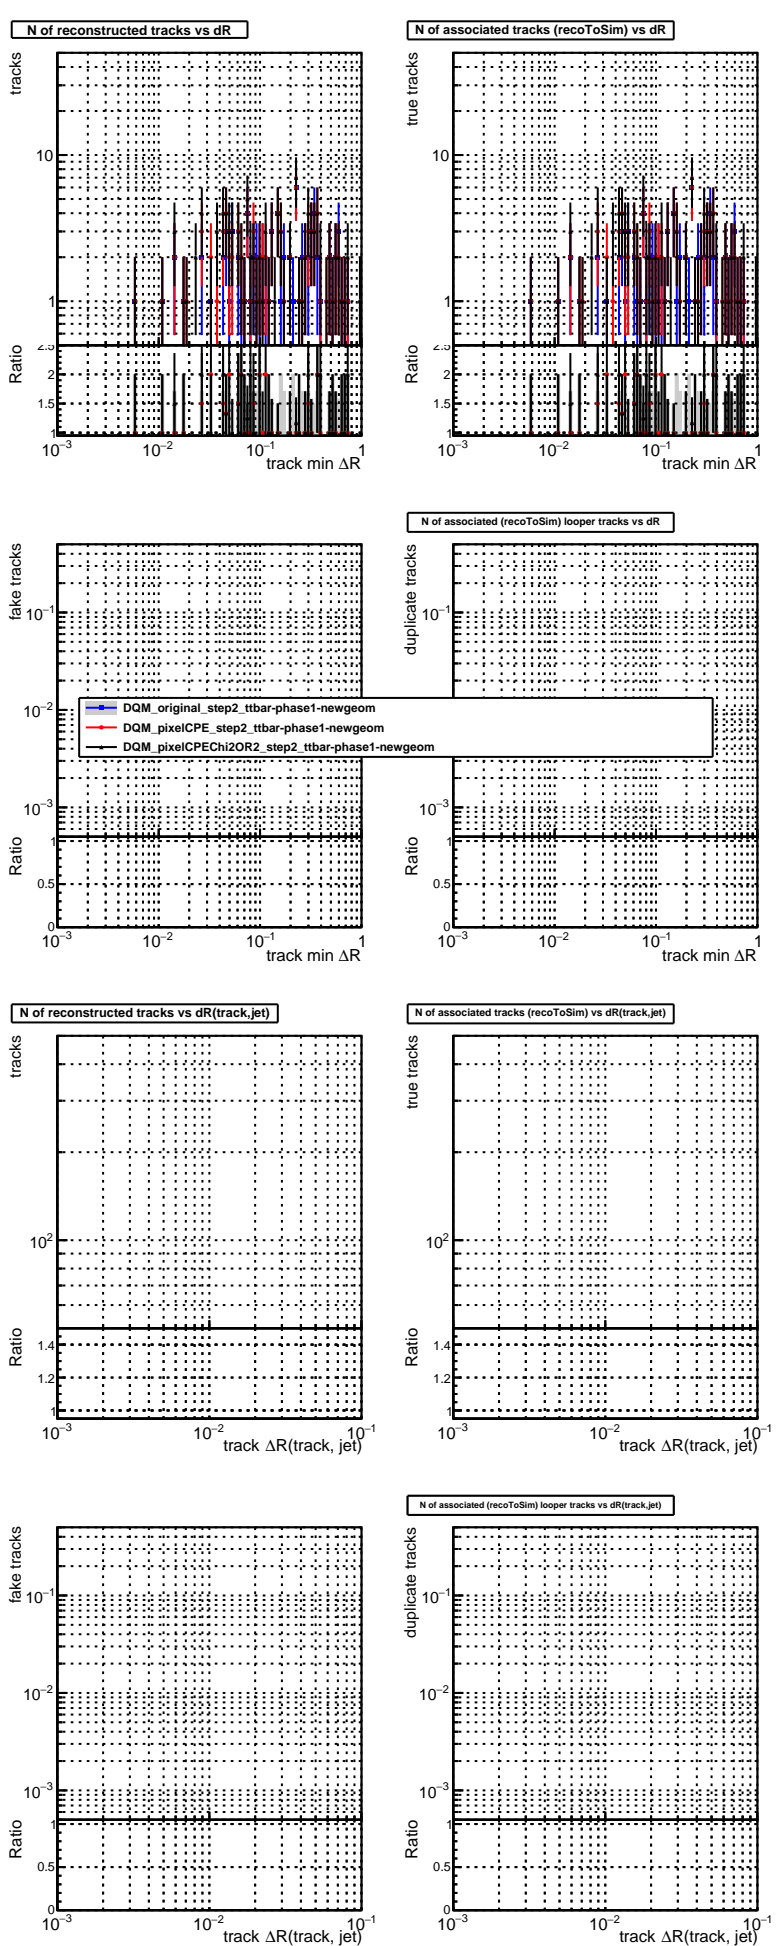 N of reconstructed tracks vs dR
tracks
10
1
Ratio
2.5
2
1.5
1
10−3 10−2 10−1 1
track min ΔR
N of associated tracks (recoToSim) vs dR
true tracks
10
1
Ratio
2.5
2
1.5
1
10−3 10−2 10−1 1
track min ΔR
fake tracks
10−1
10−2
10−3
Ratio
1
0.5
0
10−3 10−2 10−1 1
track min ΔR
N of associated (recoToSim) looper tracks vs dR
duplicate tracks
10−1
10−3
Ratio
1
0.5
0
10−3 10−2 10−1 1
track min ΔR
DQM_original_step2_ttbar-phase1-newgeom
DQM_pixelCPE_step2_ttbar-phase1-newgeom
DQM_pixelCPEChi2OR2_step2_ttbar-phase1-newgeom
N of reconstructed tracks vs dR(track,jet)
tracks
102
Ratio
1.4
1.2
1
10−3 10−2 10−1
track ΔR(track, jet)
N of associated tracks (recoToSim) vs dR(track,jet)
true tracks
102
Ratio
1.4
1.2
1
10−3 10−2 10−1
track ΔR(track, jet)
fake tracks
10−1
10−2
10−3
Ratio
1
0.5
0
10−3 10−2 10−1
track ΔR(track, jet)
N of associated (recoToSim) looper tracks vs dR(track,jet)
duplicate tracks
10−1
10−2
10−3
Ratio
1
0.5
0
10−3 10−2 10−1
track ΔR(track, jet)